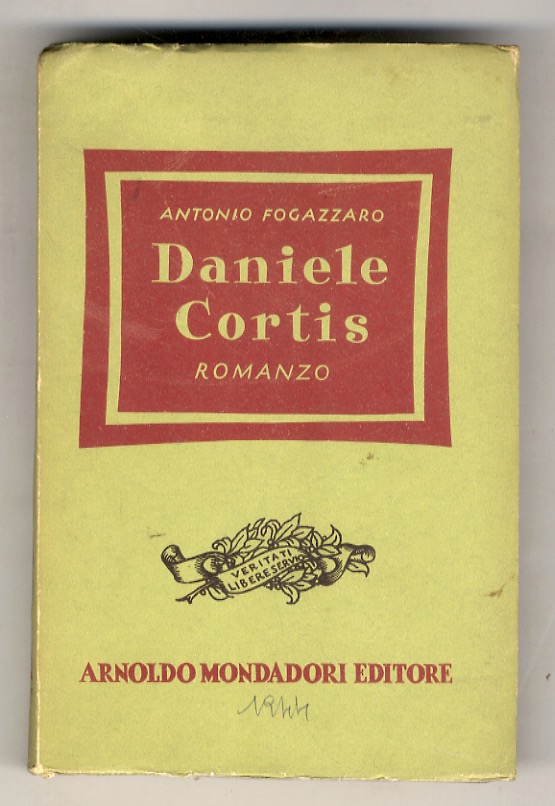 ANTONIO FOGAZZARO
Daniele
Cortis
ROMANZO
VERITATI
LIBERE SERVIO
ARNOLDO MONDADORI EDITORE
1944